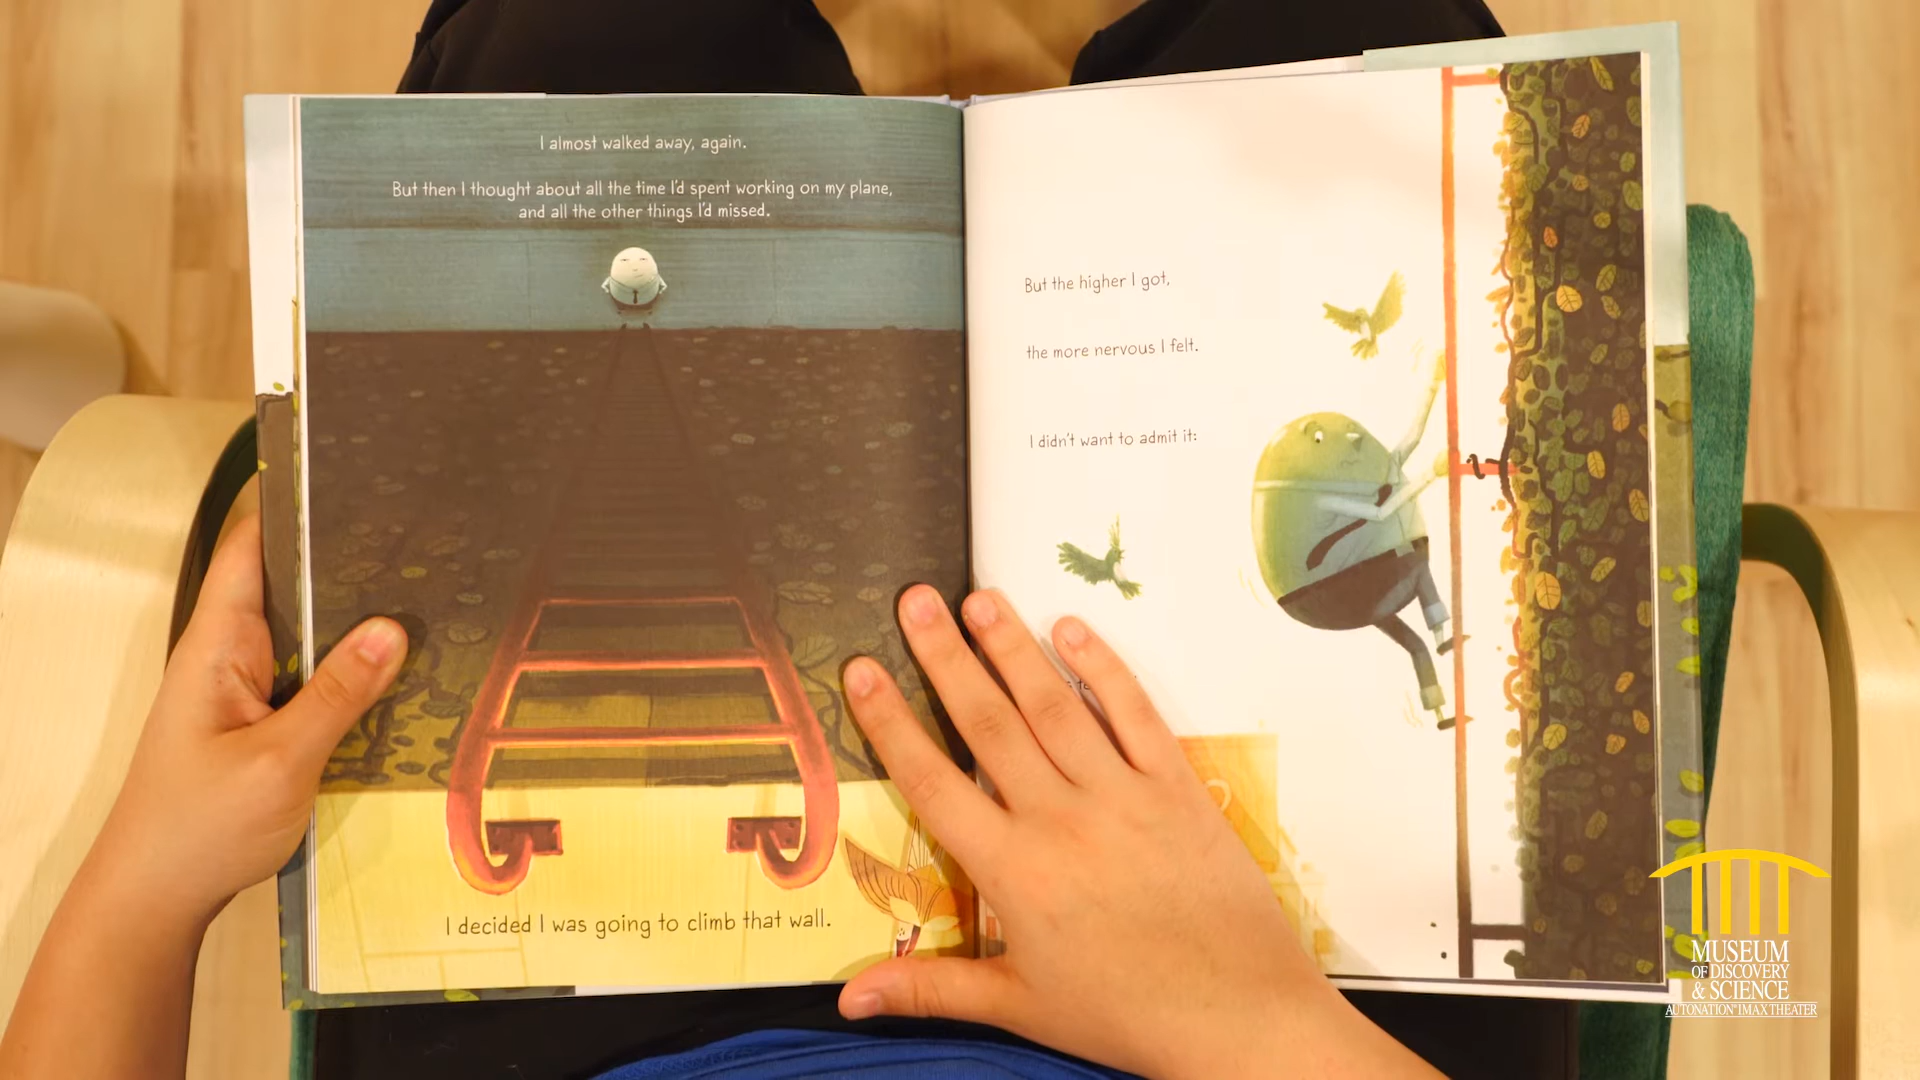 I almost walked away, again.
But then I thought about all the time I'd spent working on my plane,
and all the other things I'd missed.
I decided I was going to climb that wall.
But the higher I got,
the more nervous I felt.
I didn't want to admit it:
MUSEUM
OF DISCOVERY
& SCIENCE
AUTONATION® IMAX THEATER